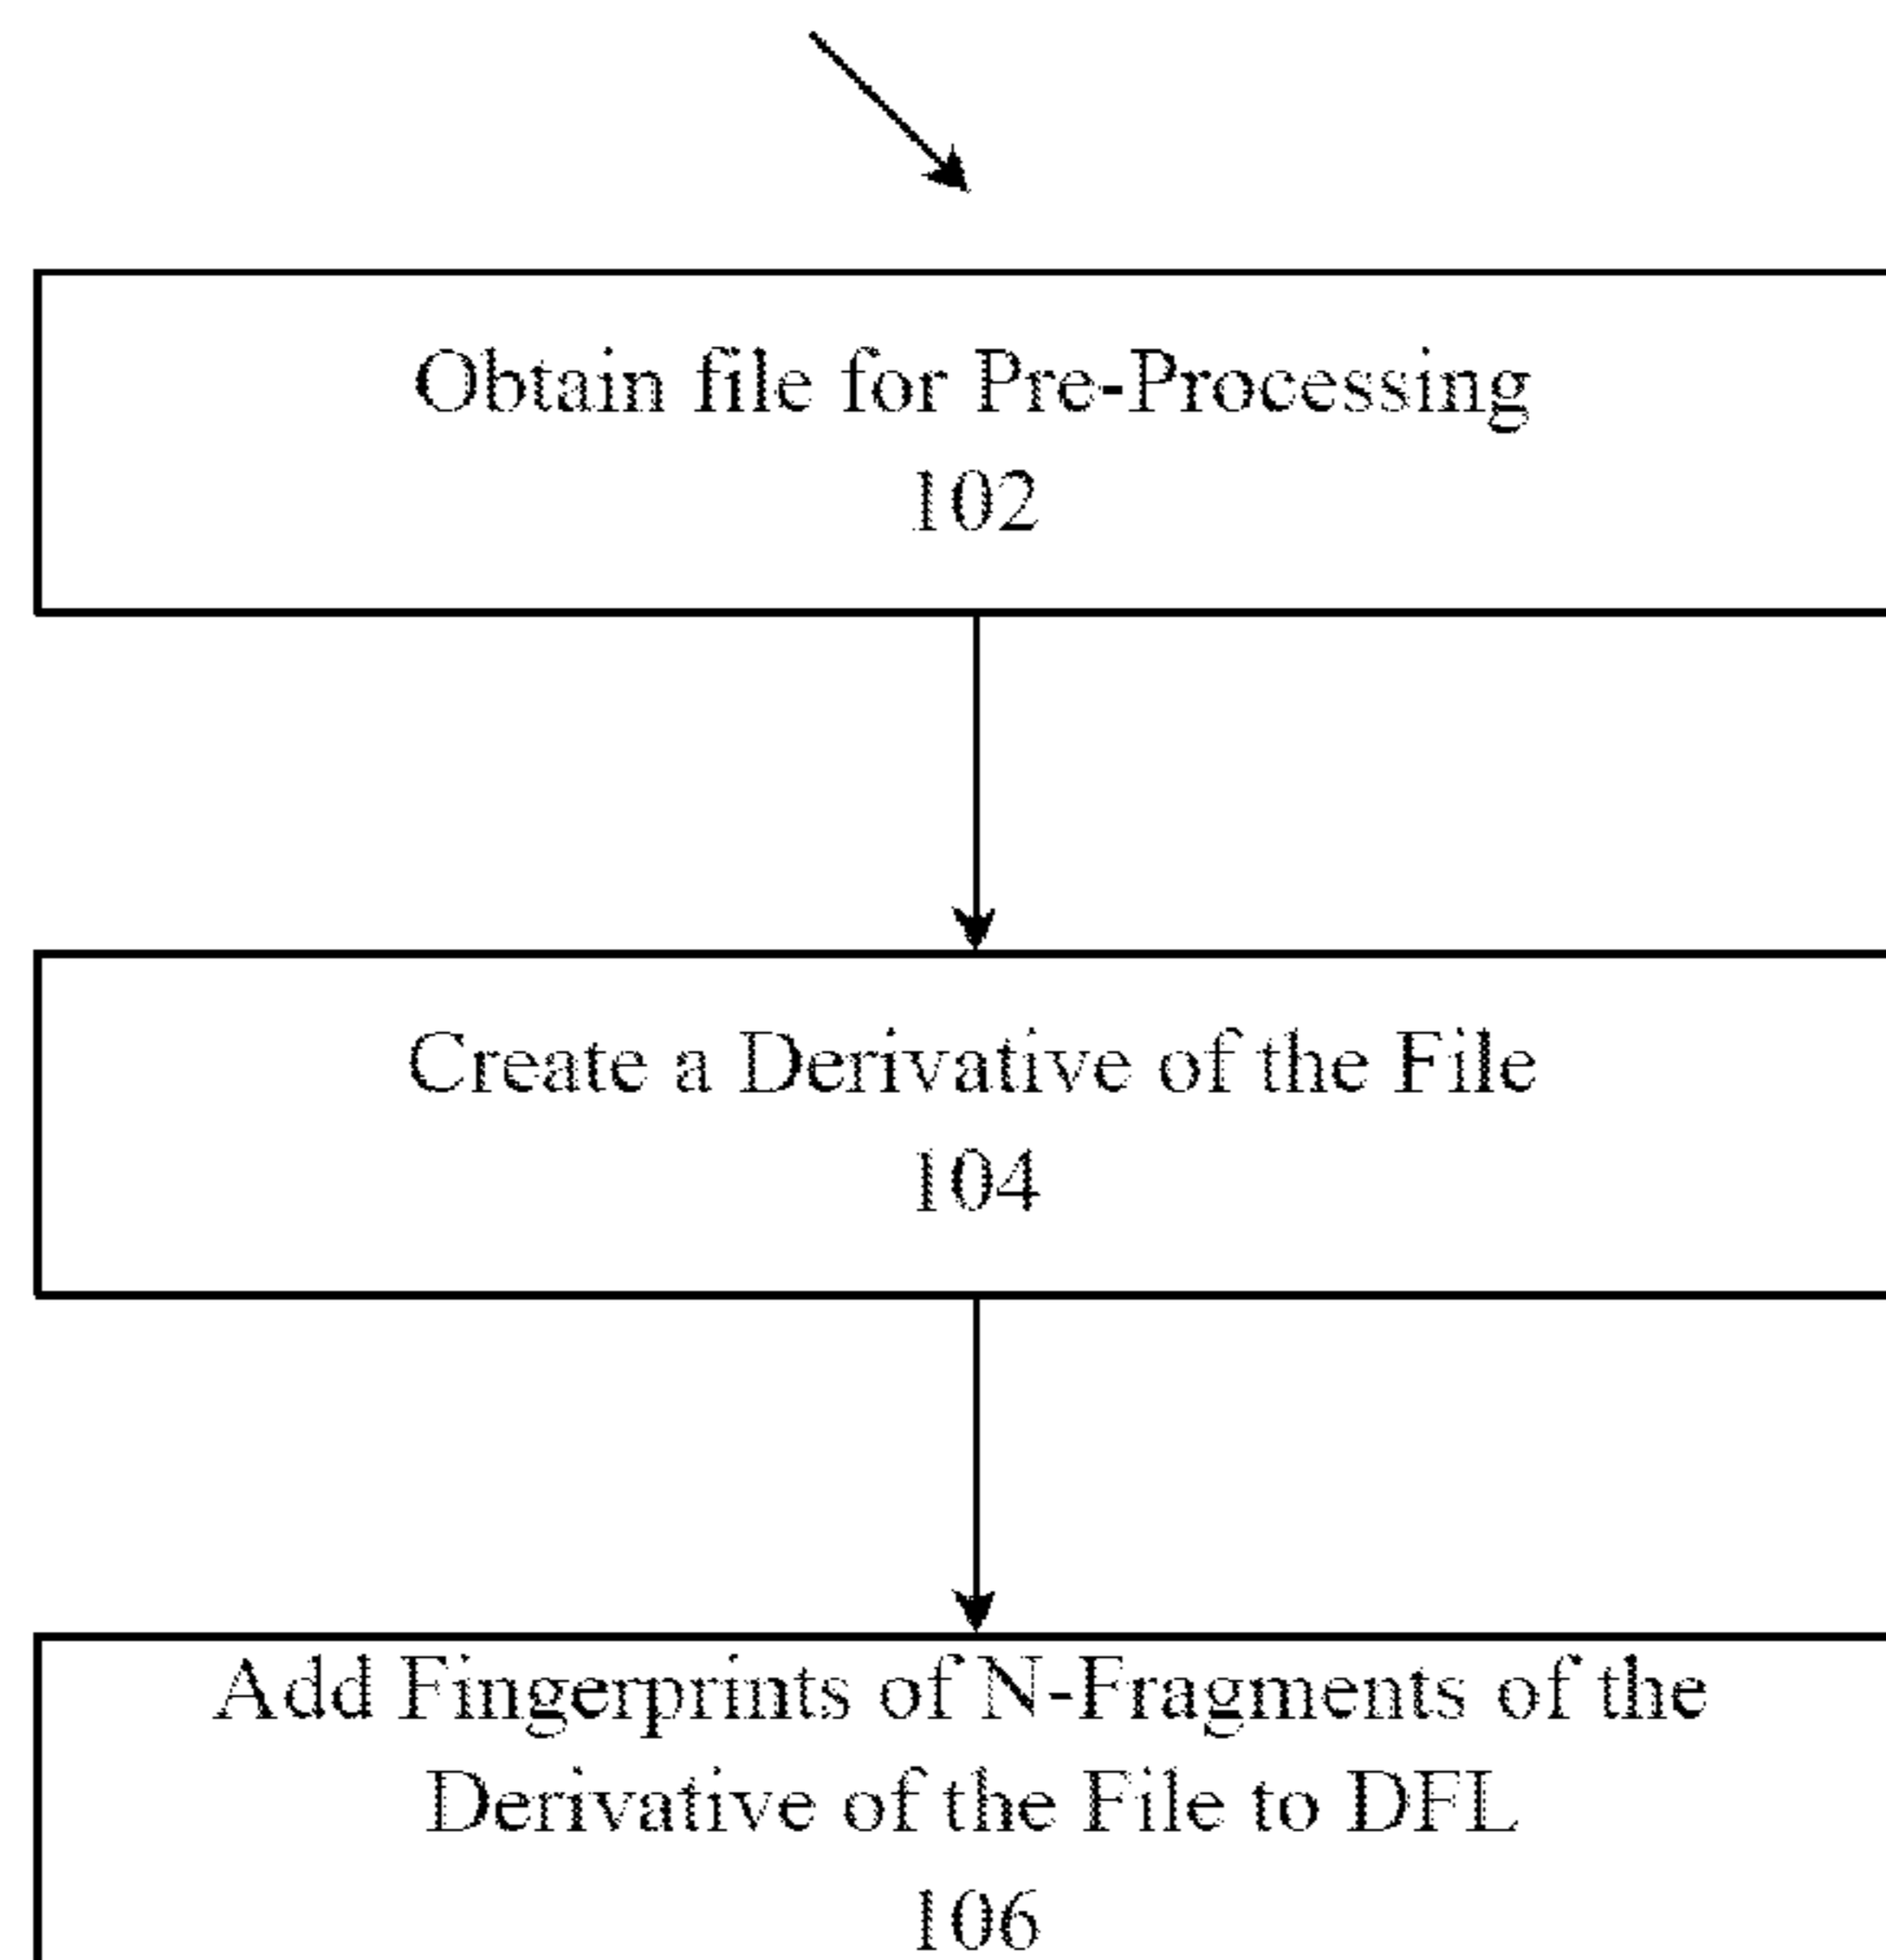 Obtain file for Pre-Processing
102
Create a Derivative of the File
104
Add Fingerprints of N-Fragments of the
Derivative of the File to DFL
106